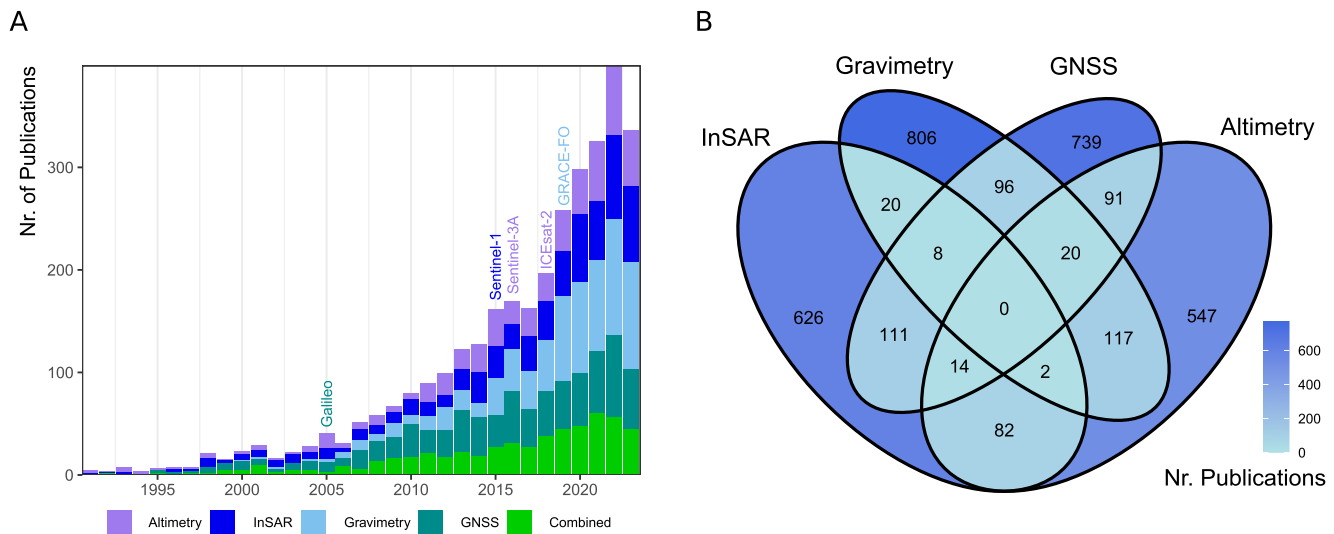 A
Nr. of Publications
300
200
100
0
1995
2000
2005
2010
2015
2020
Galileo
Sentinel-1
Sentinel-3A
ICEsat-2
GRACE-FO
Altimetry
InSAR
Gravimetry
GNSS
Combined
B
Gravimetry
GNSS
InSAR
Altimetry
806
739
96
20
91
8
20
0
626
547
111
117
14
2
82
600
400
200
0
Nr. Publications